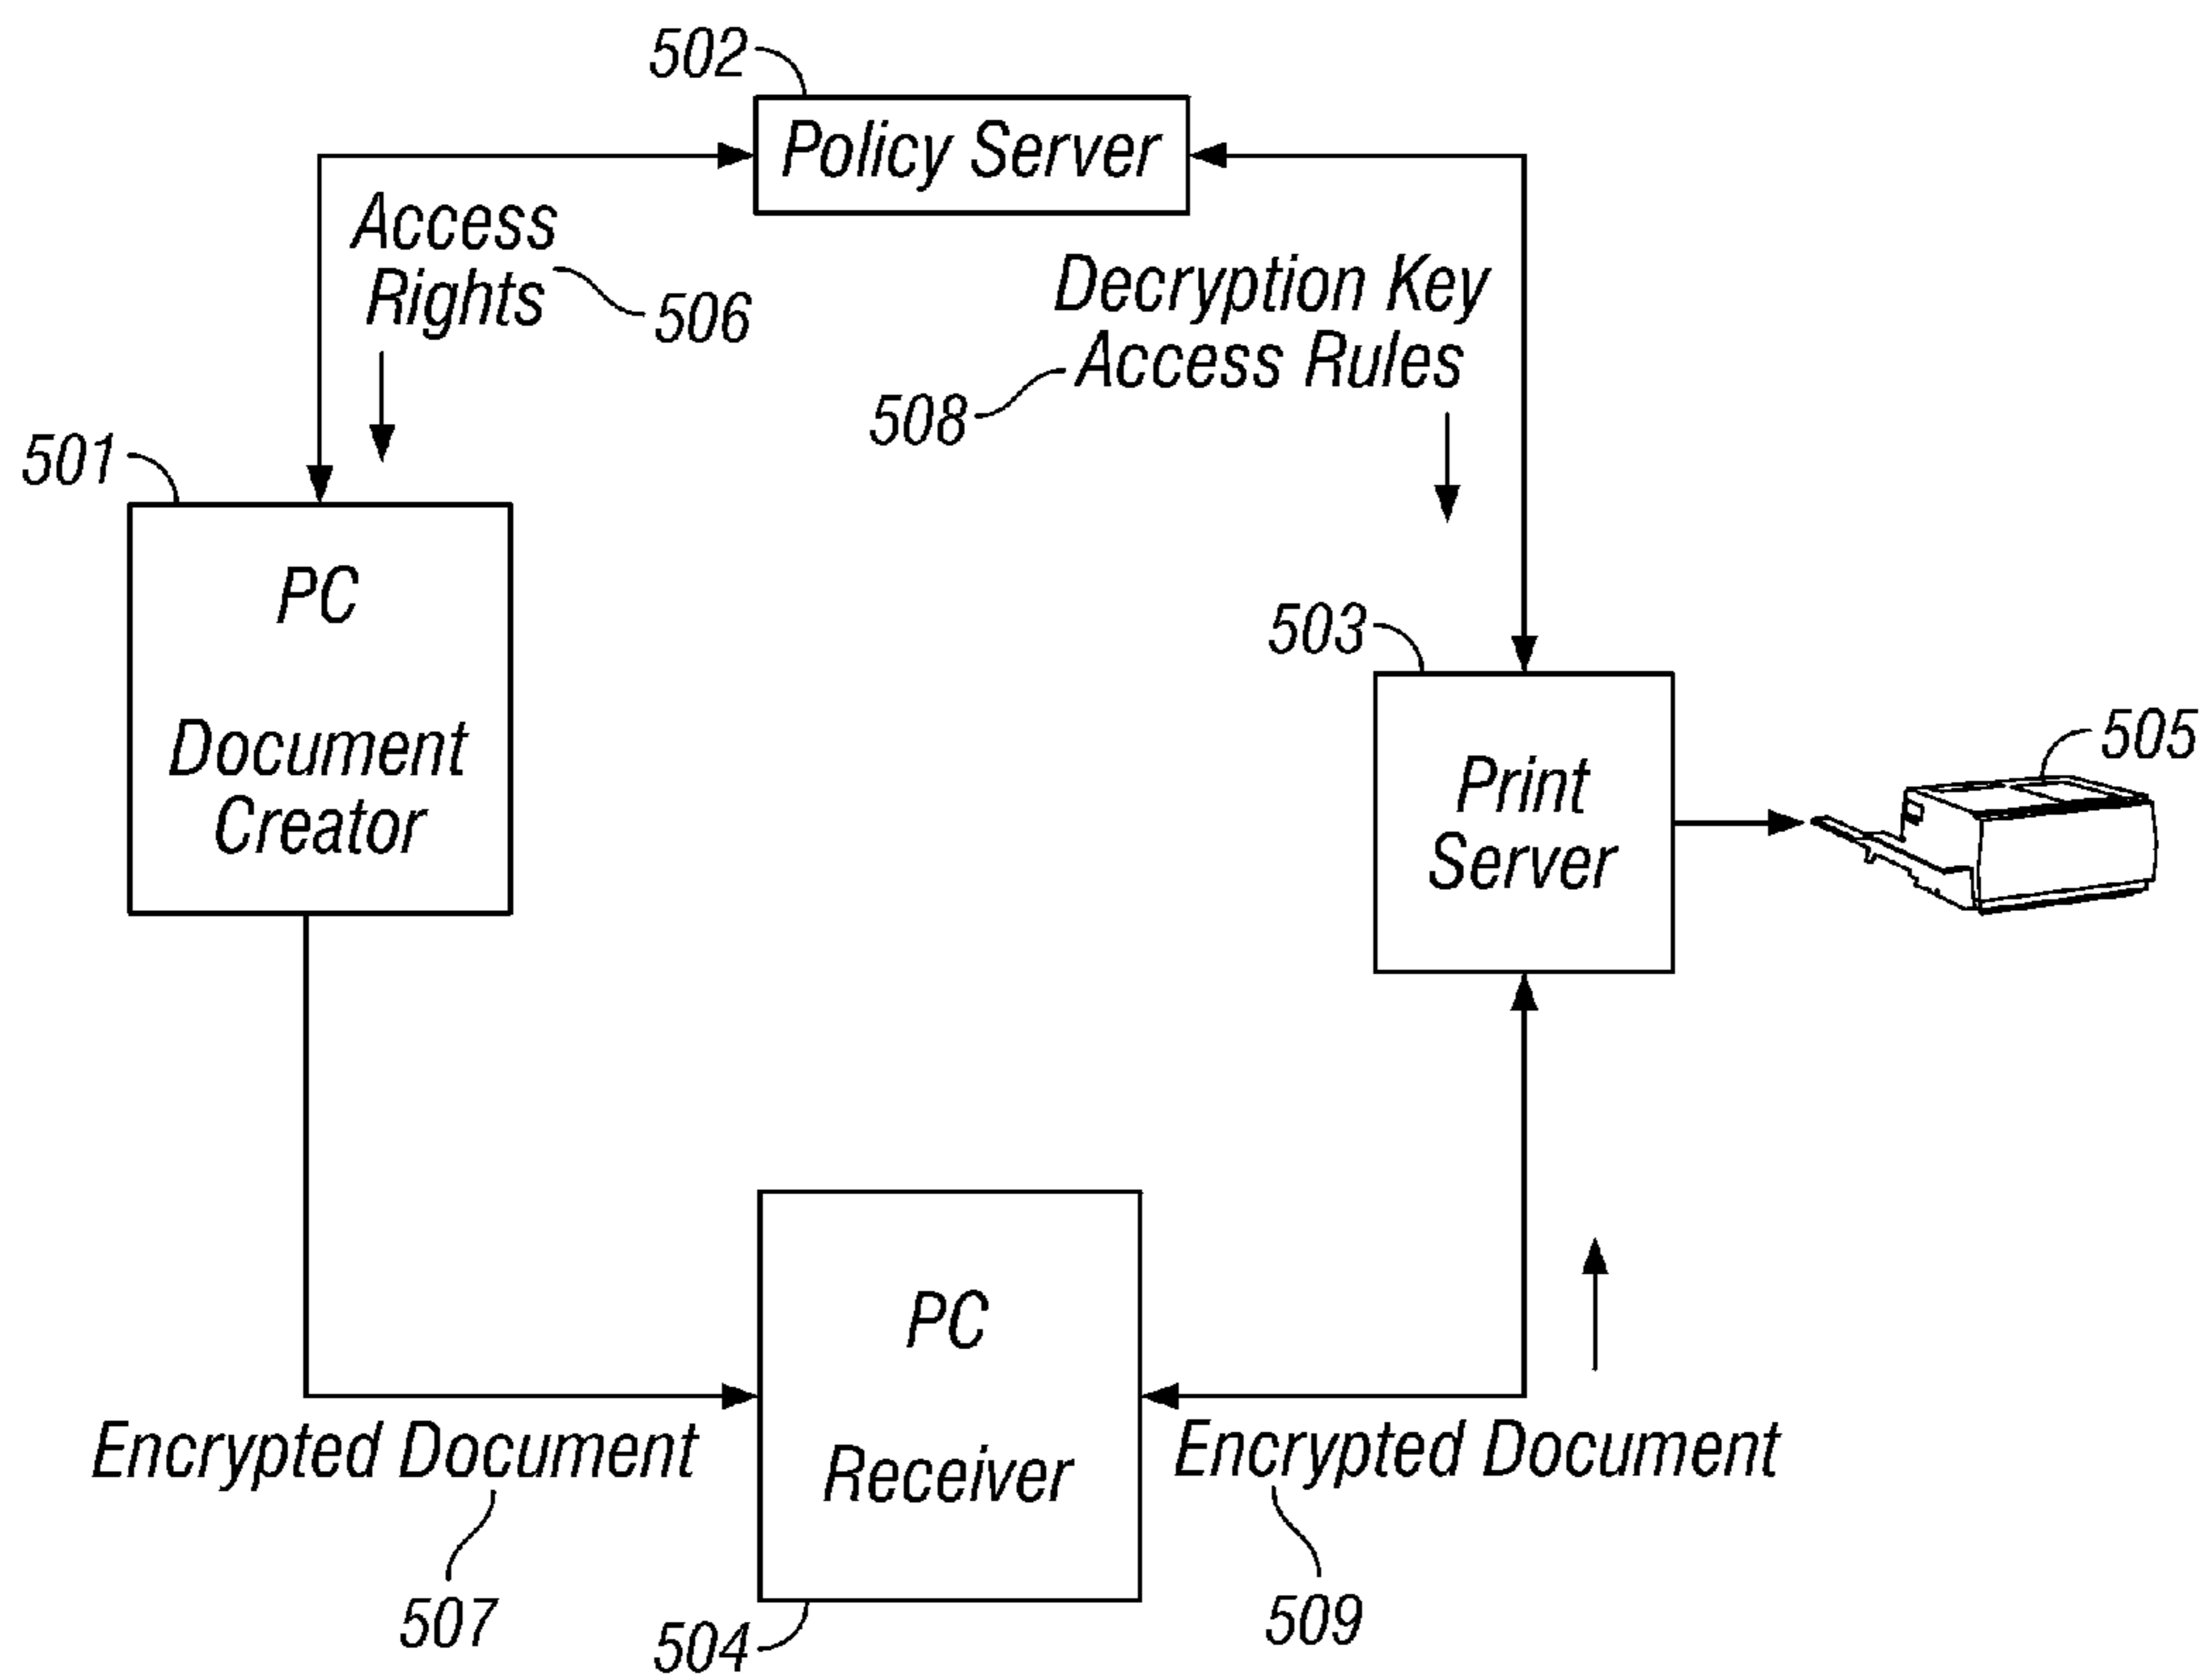 502
Policy Server
Access
Rights
506
Decryption Key
Access Rules
508
501
PC
Document
Creator
503
Print
Server
505
PC
Receiver
Encrypted Document
507
504
Encrypted Document
509